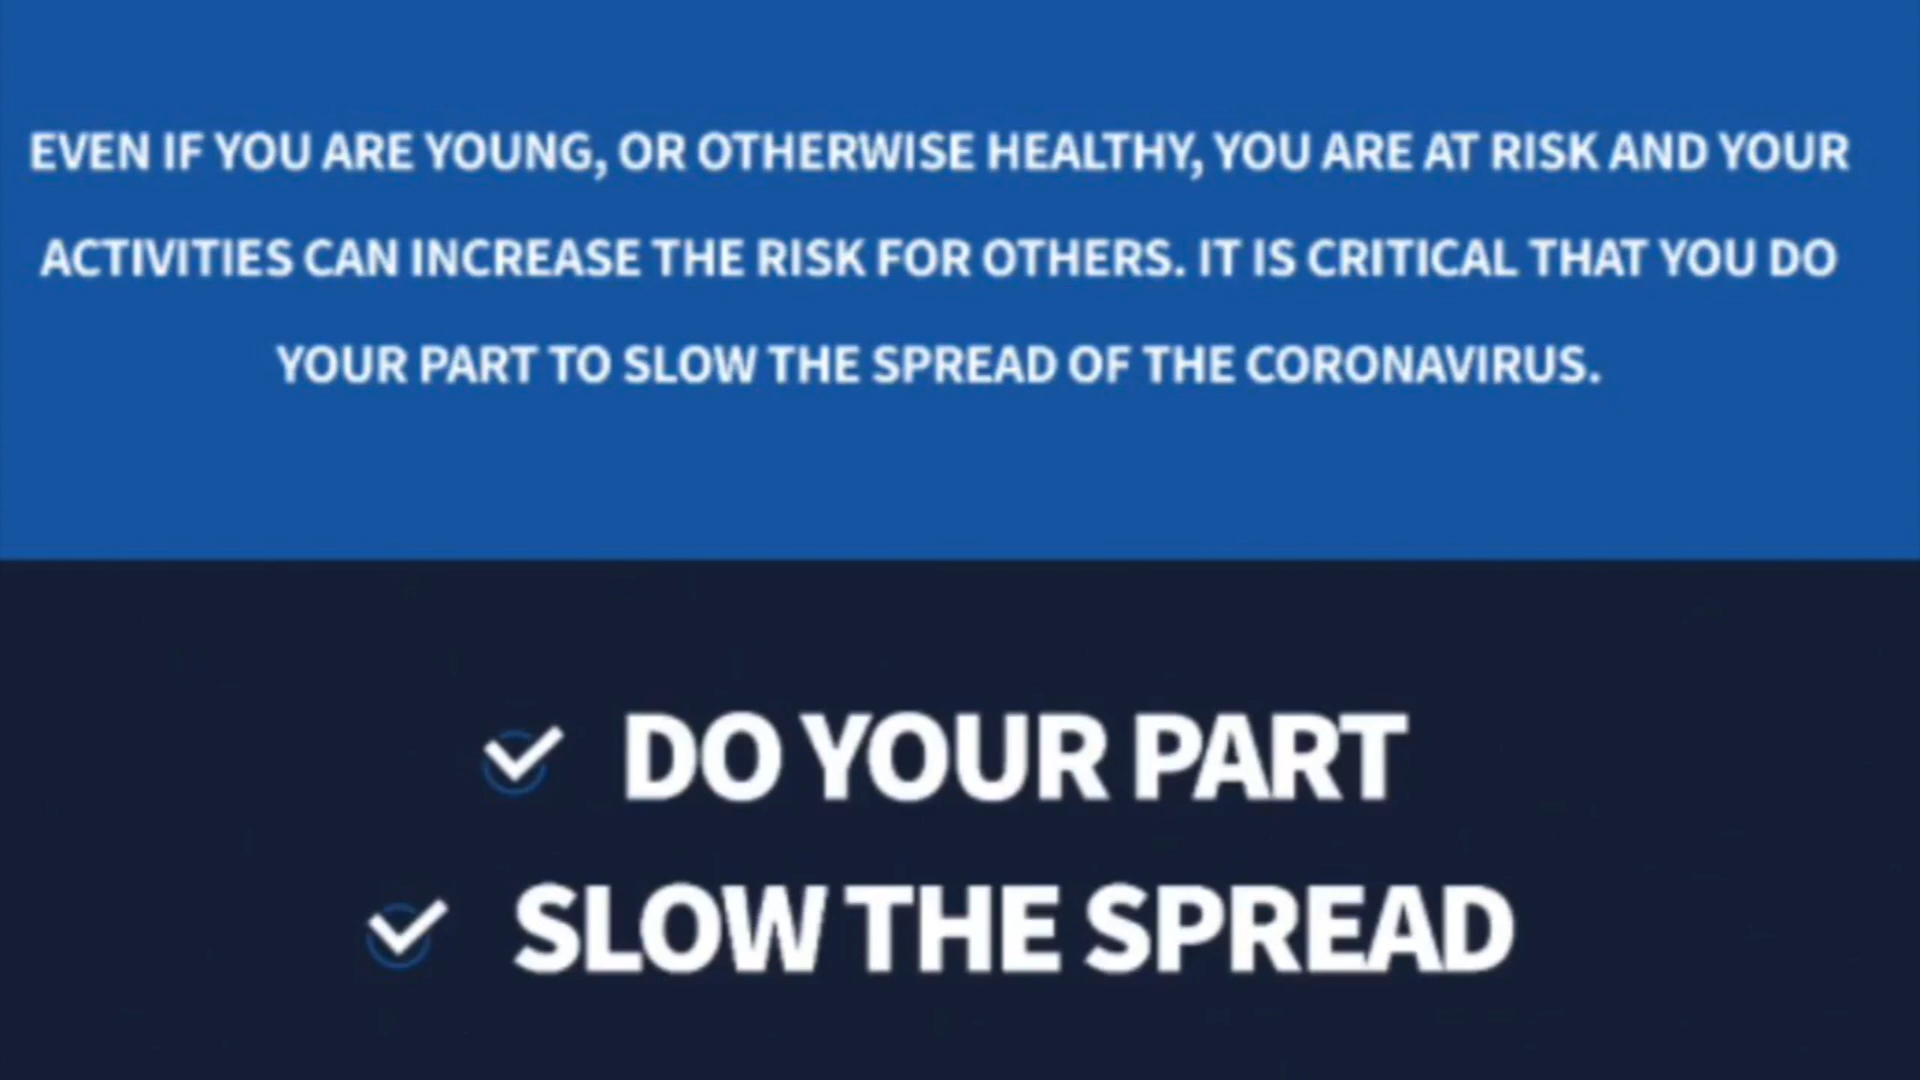 EVEN IF YOU ARE YOUNG, OR OTHERWISE HEALTHY, YOU ARE AT RISK AND YOUR
ACTIVITIES CAN INCREASE THE RISK FOR OTHERS. IT IS CRITICAL THAT YOU DO
YOUR PART TO SLOW THE SPREAD OF THE CORONAVIRUS.
DO YOUR PART
SLOW THE SPREAD